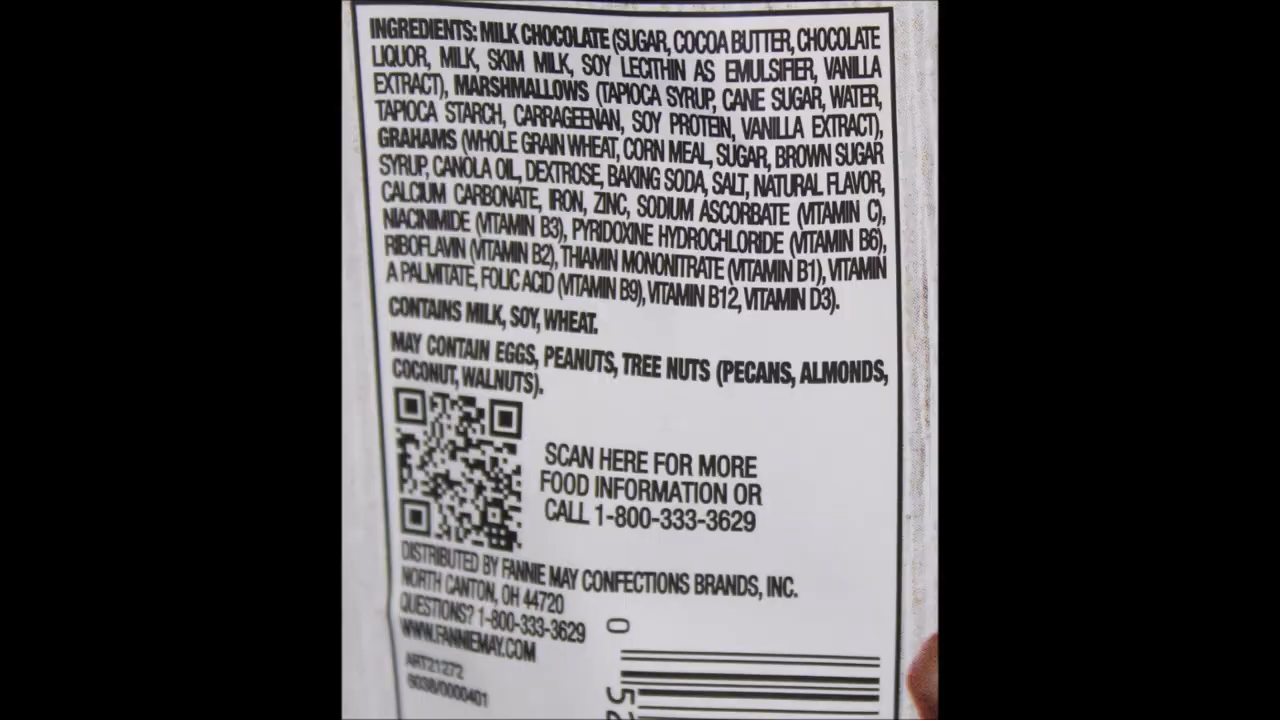 INGREDIENTS: MILK CHOCOLATE (SUGAR, COCOA BUTTER, CHOCOLATE
LIQUOR, MILK, SKIM MILK, SOY LECITHIN AS EMULSIFIER, VANILLA
EXTRACT), MARSHMALLOWS (TAPIOCA SYRUP, CANE SUGAR, WATER,
TAPIOCA STARCH, CARRAGEENAN, SOY PROTEIN, VANILLA EXTRACT),
GRAHAMS (WHOLE GRAIN WHEAT, CORN MEAL, SUGAR, BROWN SUGAR
SYRUP, CANOLA OIL, DEXTROSE, BAKING SODA, SALT, NATURAL FLAVOR,
CALCIUM CARBONATE, IRON, ZINC, SODIUM ASCORBATE (VITAMIN C),
NIACINIMIDE (VITAMIN B3), PYRIDOXINE HYDROCHLORIDE (VITAMIN B6),
RIBOFLAVIN (VITAMIN B2), THIAMIN MONONITRATE (VITAMIN B1), VITAMIN
A PALMITATE, FOLIC ACID (VITAMIN B9), VITAMIN B12, VITAMIN D3).
CONTAINS MILK, SOY, WHEAT.
MAY CONTAIN EGGS, PEANUTS, TREE NUTS (PECANS, ALMONDS,
COCONUT, WALNUTS).
SCAN HERE FOR MORE
FOOD INFORMATION OR
CALL 1-800-333-3629
DISTRIBUTED BY FANNIE MAY CONFECTIONS BRANDS, INC.
NORTH CANTON, OH 44720
QUESTIONS? 1-800-333-3629
WWW.FANNIEMAY.COM
ART21272
9038/0000401
0
52